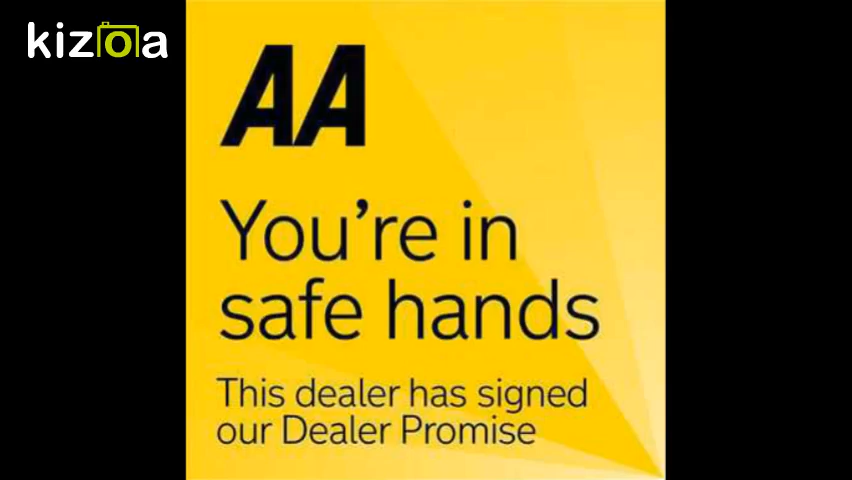 kizoa
AA
You're in
safe hands
This dealer has signed
our Dealer Promise